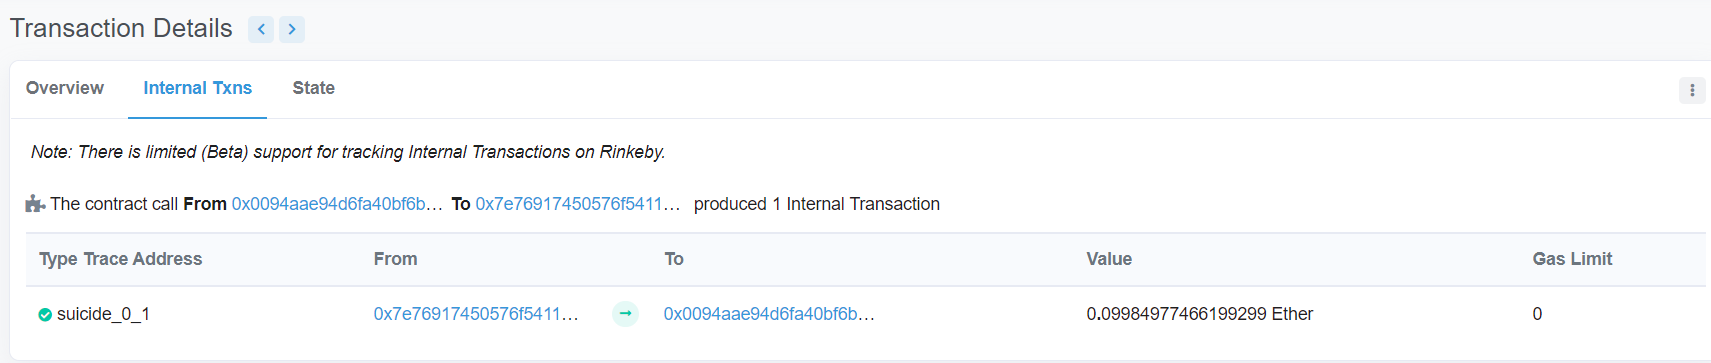 Transaction Details
Overview Internal Txns State
Note: There is limited (Beta) support for tracking Internal Transactions on Rinkeby.
The contract call From 0x0094aae94d6fa40bf6b... To 0x7e76917450576f5411... produced 1 Internal Transaction
Type Trace Address From To Value Gas Limit
suicide_0_1 0x7e76917450576f5411... 0x0094aae94d6fa40bf6b... 0.09984977466199299 Ether 0